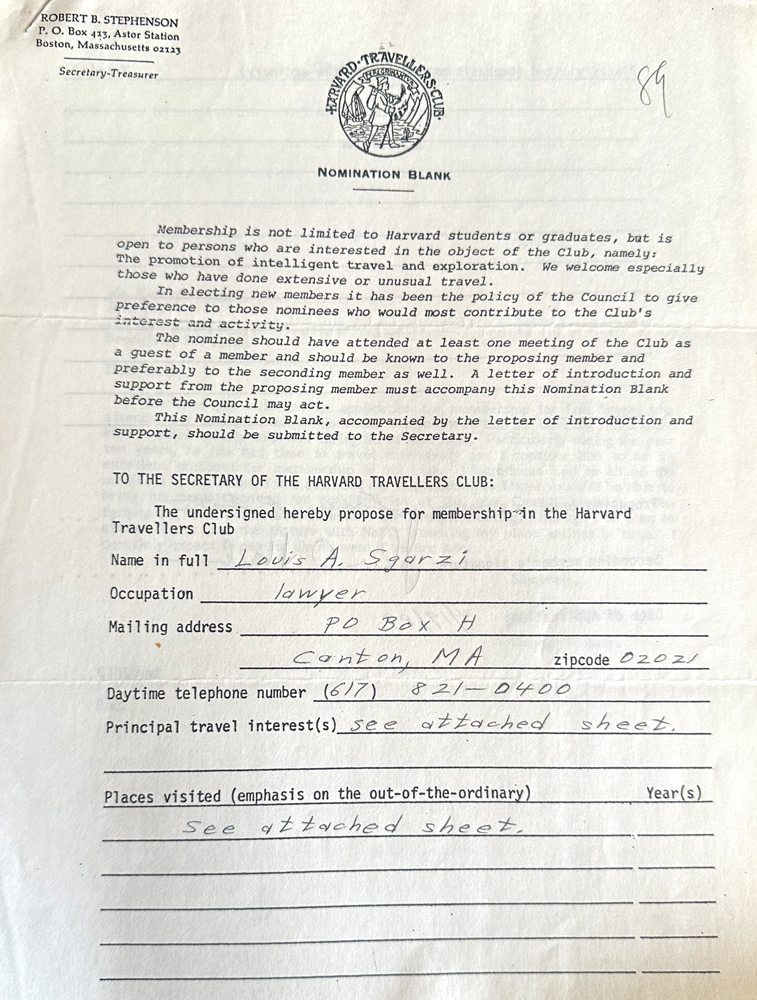 ROBERT B. STEPHENSON
P. O. Box 423, Astor Station
Boston, Massachusetts 02123
Secretary-Treasurer
89
·HARVARD·TRAVELLERS·CLUB·
NOMINATION BLANK
Membership is not limited to Harvard students or graduates, but is
open to persons who are interested in the object of the Club, namely:
The promotion of intelligent travel and exploration. We welcome especially
those who have done extensive or unusual travel.
In electing new members it has been the policy of the Council to give
preference to those nominees who would most contribute to the Club's
interest and activity.
The nominee should have attended at least one meeting of the Club as
a guest of a member and should be known to the proposing member and
preferably to the seconding member as well. A letter of introduction and
support from the proposing member must accompany this Nomination Blank
before the Council may act.
This Nomination Blank, accompanied by the letter of introduction and
support, should be submitted to the Secretary.
TO THE SECRETARY OF THE HARVARD TRAVELLERS CLUB:
The undersigned hereby propose for membership in the Harvard
Travellers Club
Name in full Louis A. Sgarzi
Occupation lawyer
Mailing address PO Box H
Canton, MA zipcode 02021
Daytime telephone number (617) 821-0400
Principal travel interest(s) see attached sheet.
Places visited (emphasis on the out-of-the-ordinary) Year(s)
See attached sheet.